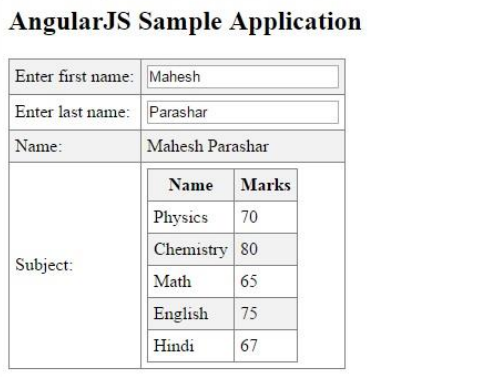 AngularJS Sample Application
Enter first name: Mahesh
Enter last name: Parashar
Name: Mahesh Parashar
Subject:
Name Marks
Physics 70
Chemistry 80
Math 65
English 75
Hindi 67